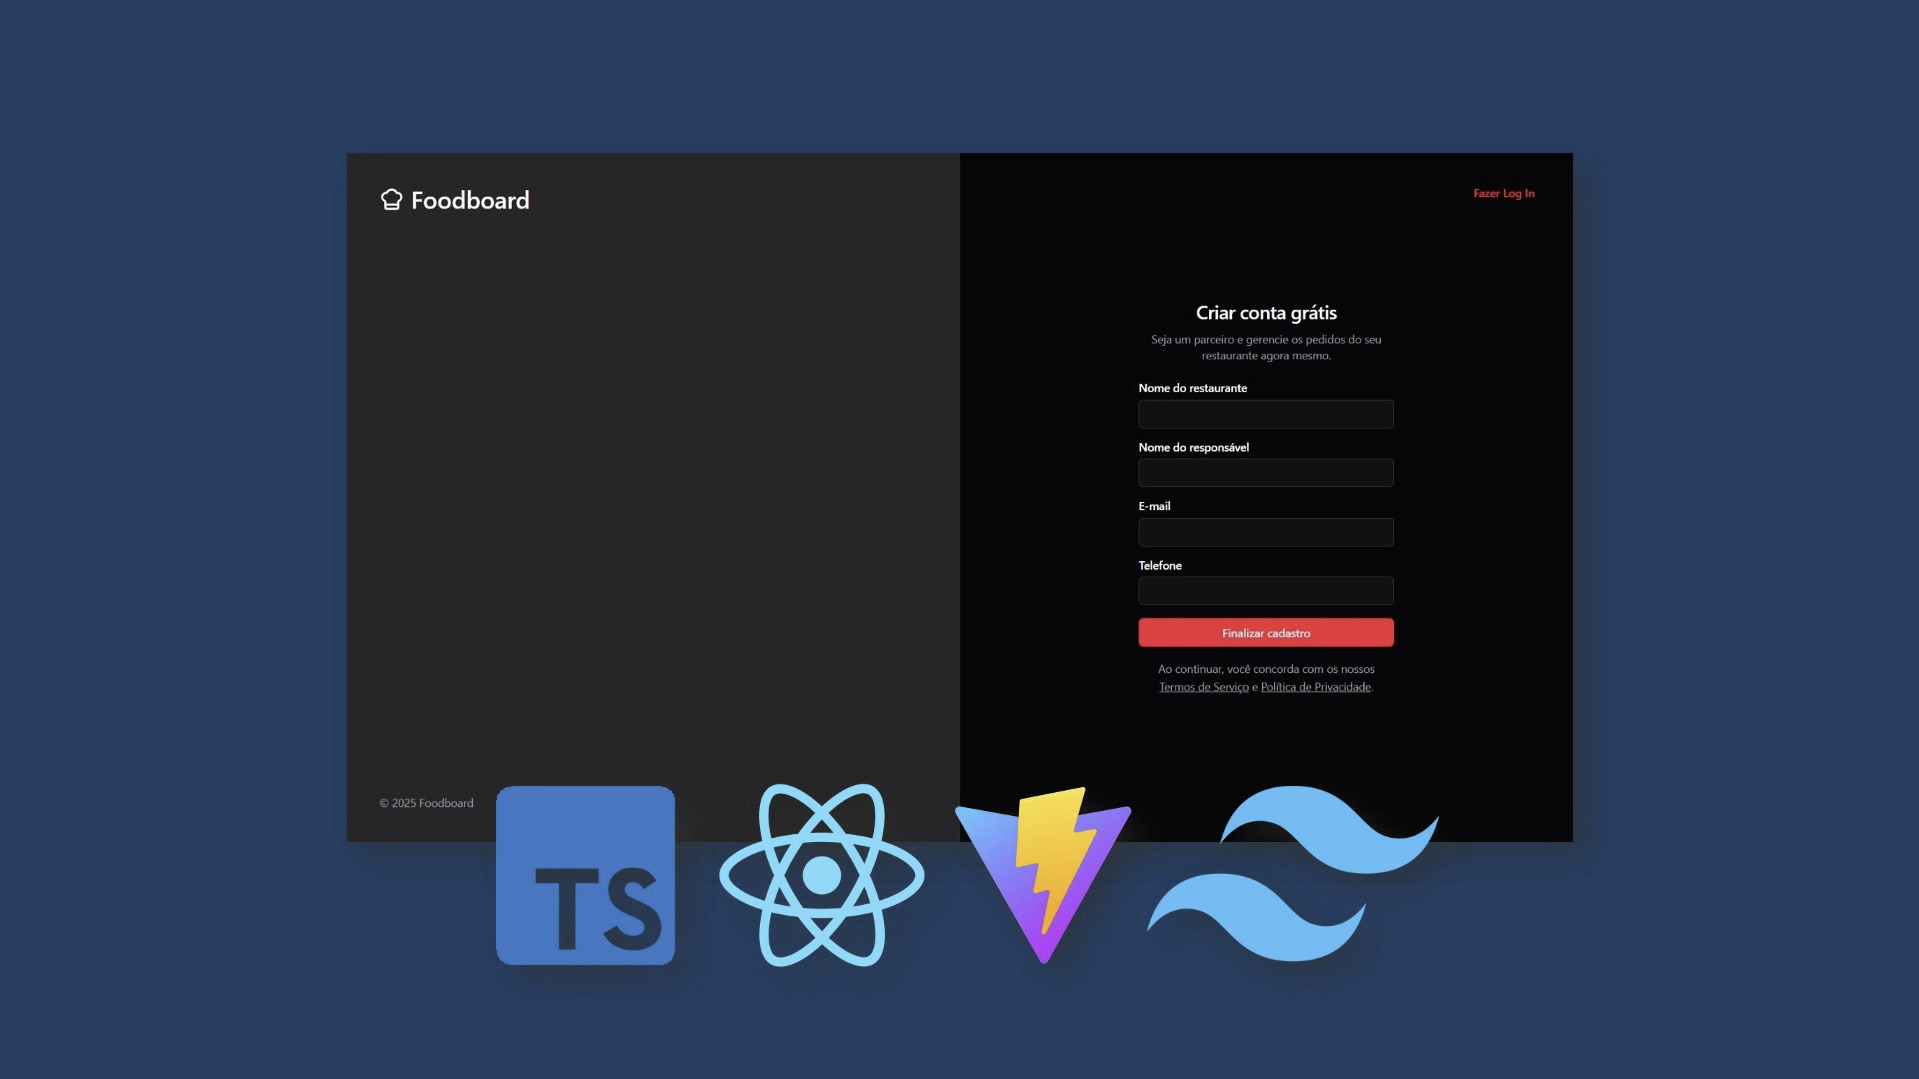 Foodboard
Fazer Log In
Criar conta grátis
Seja um parceiro e gerencie os pedidos do seu
restaurante agora mesmo.
Nome do restaurante
Nome do responsável
E-mail
Telefone
Finalizar cadastro
Ao continuar, você concorda com os nossos
Termos de Serviço e Política de Privacidade.
© 2025 Foodboard
TS